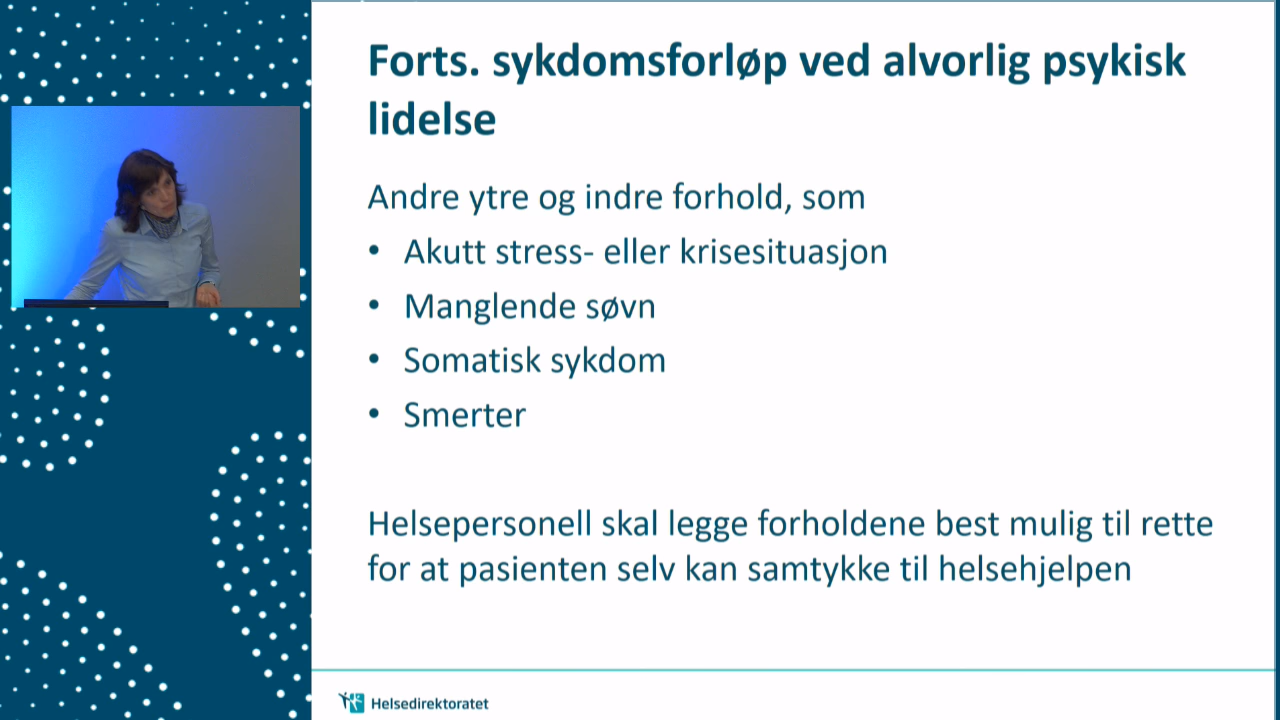 Forts. sykdomsforløp ved alvorlig psykisk
lidelse
Andre ytre og indre forhold, som
• Akutt stress- eller krisesituasjon
• Manglende søvn
• Somatisk sykdom
• Smerter
Helsepersonell skal legge forholdene best mulig til rette
for at pasienten selv kan samtykke til helsehjelpen
Helsedirektoratet